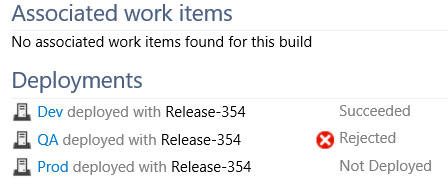 Associated work items
No associated work items found for this build
Deployments
Dev deployed with Release-354 Succeeded
QA deployed with Release-354 Rejected
Prod deployed with Release-354 Not Deployed